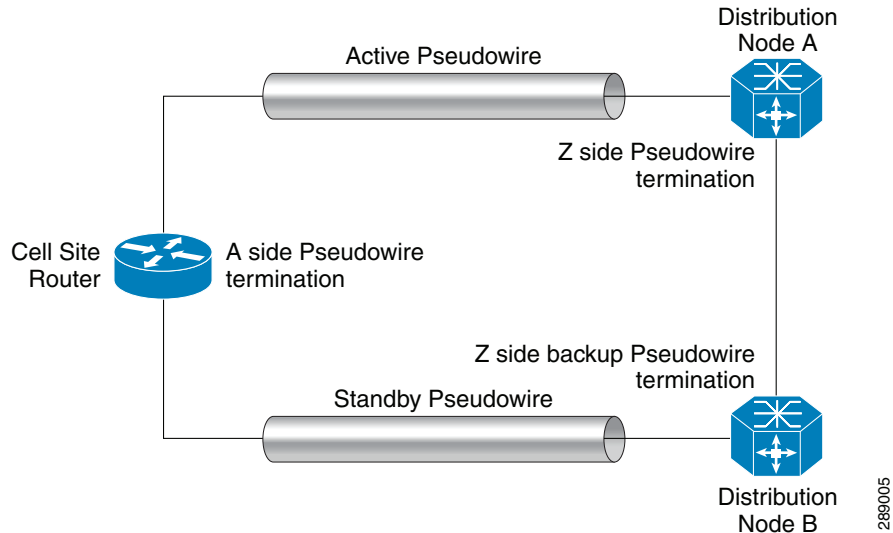 Distribution
Node A
Active Pseudowire
Z side Pseudowire
termination
Cell Site
Router
A side Pseudowire
termination
Z side backup Pseudowire
termination
Standby Pseudowire
Distribution
Node B
289005